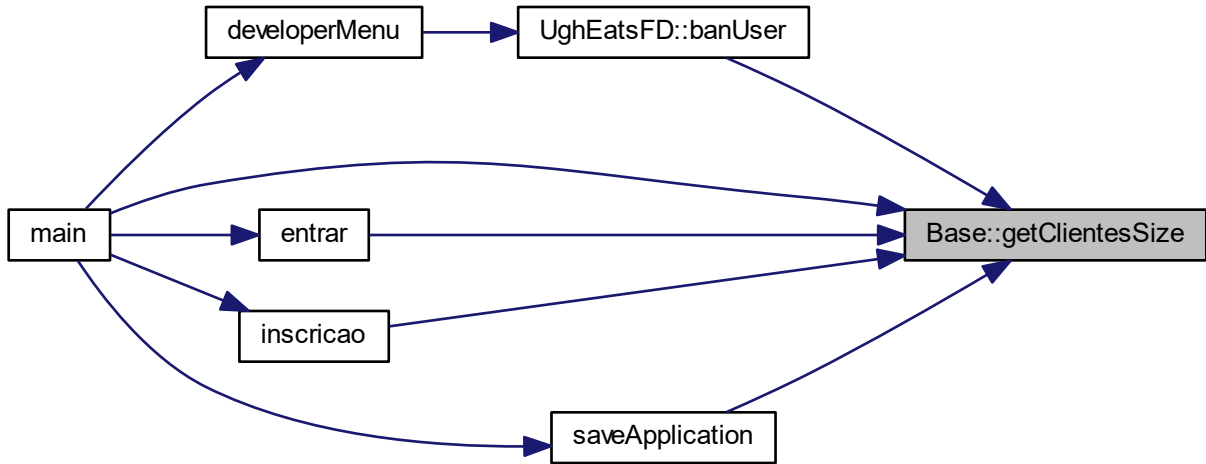 developerMenu
UghEatsFD::banUser
main
entrar
Base::getClientesSize
inscricao
saveApplication